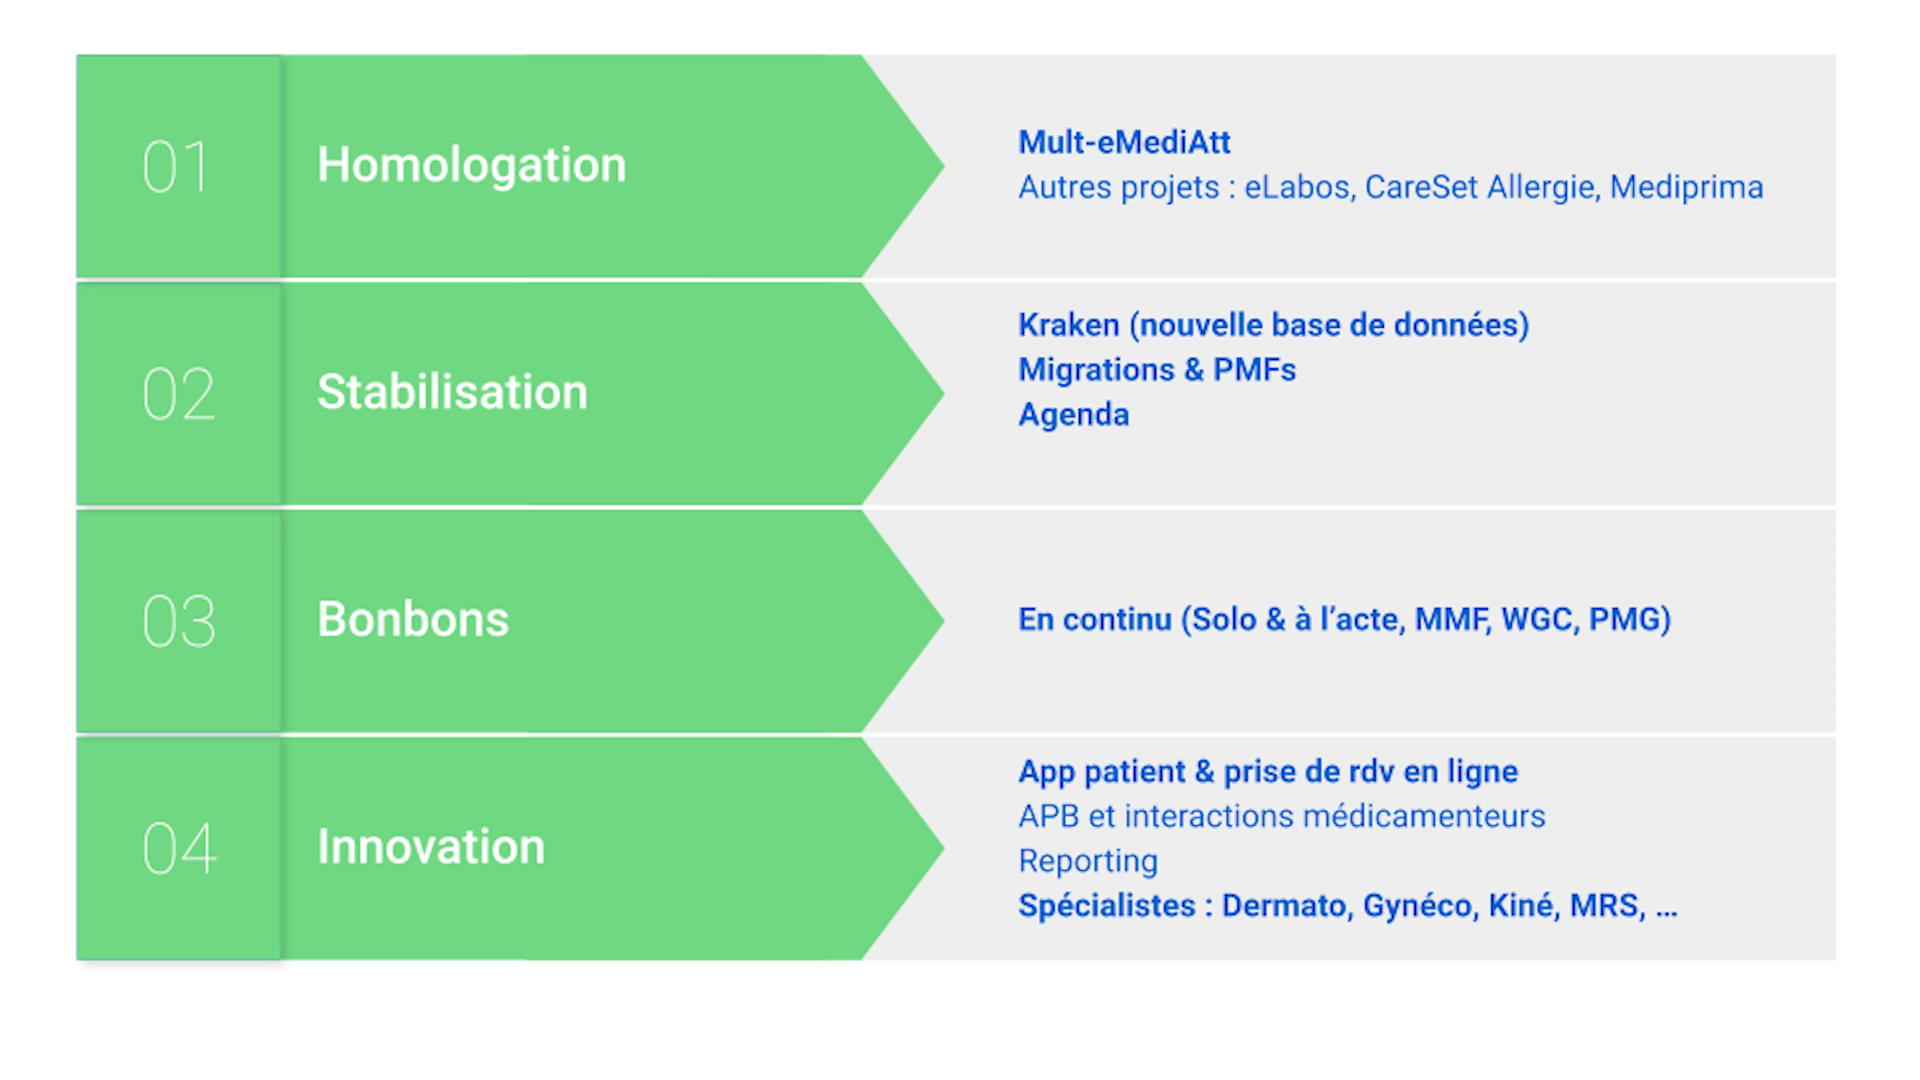 01
Homologation
Mult-eMediAtt
Autres projets : eLabos, CareSet Allergie, Mediprima
02
Stabilisation
Kraken (nouvelle base de données)
Migrations & PMFs
Agenda
03
Bonbons
En continu (Solo & à l’acte, MMF, WGC, PMG)
04
Innovation
App patient & prise de rdv en ligne
APB et interactions médicamenteurs
Reporting
Spécialistes : Dermato, Gynéco, Kiné, MRS, ...